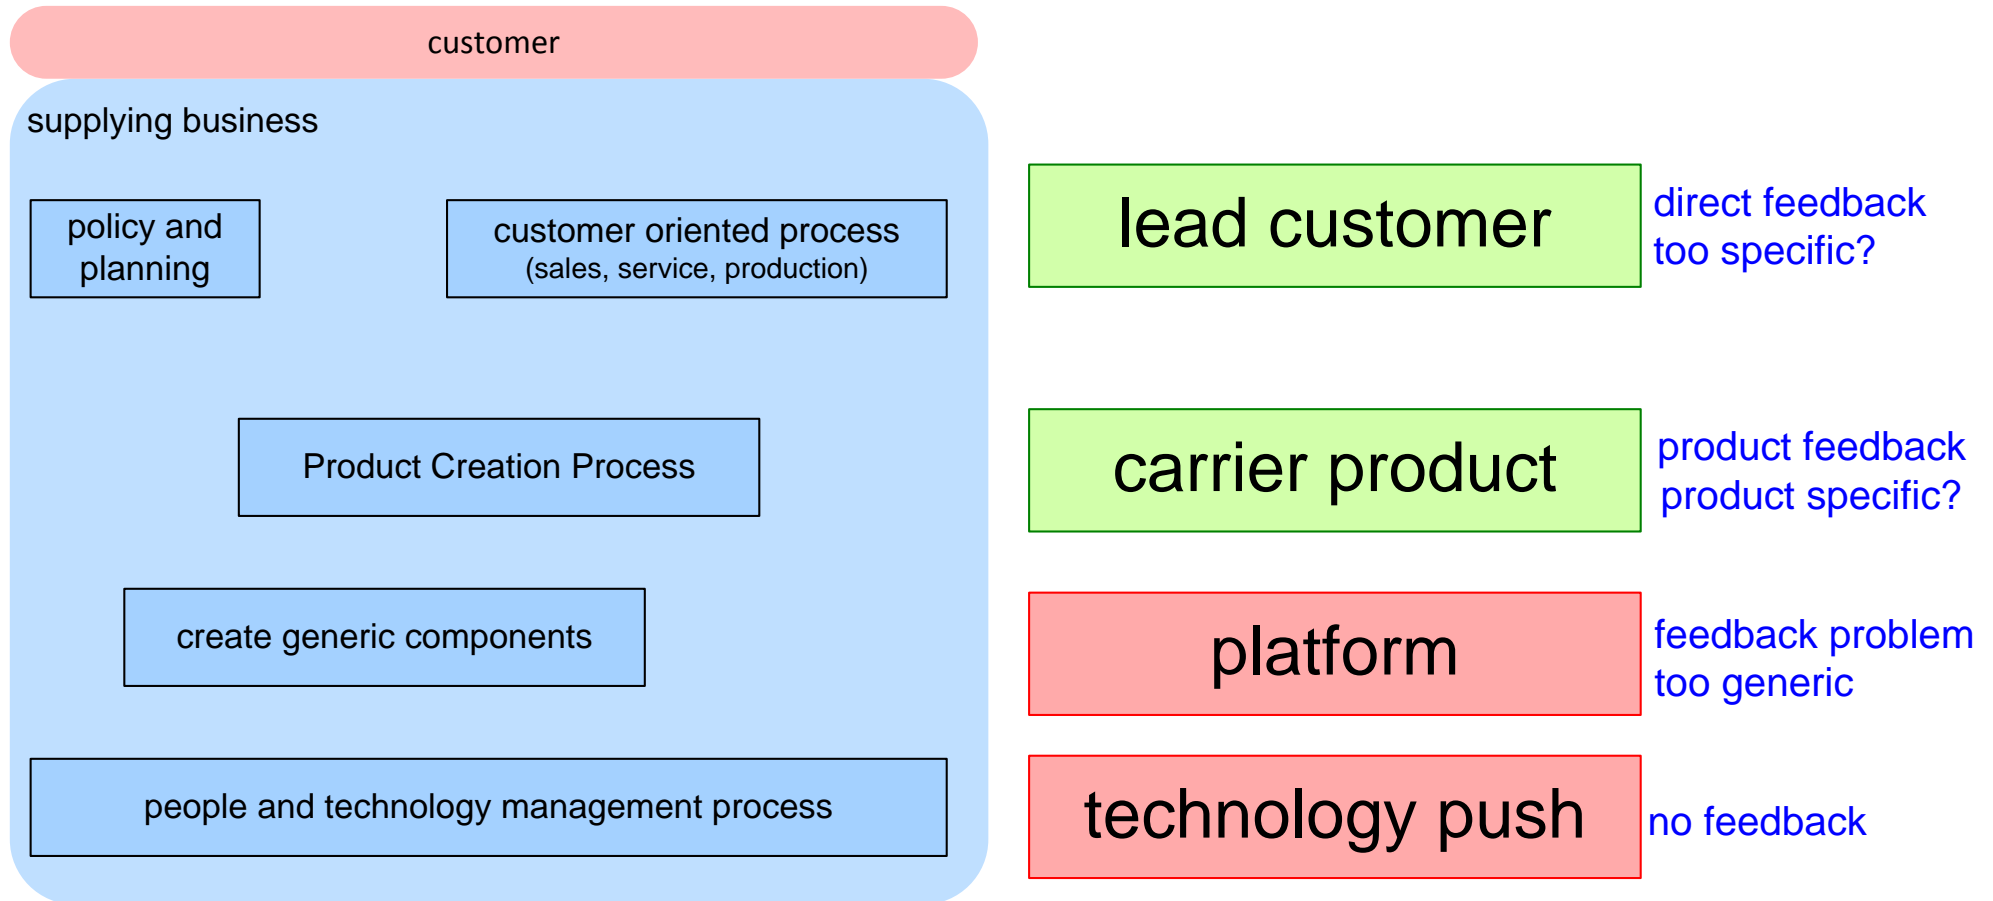 customer
supplying business
policy and
planning
customer oriented process
(sales, service, production)
lead customer
direct feedback
too specific?
Product Creation Process
carrier product
product feedback
product specific?
create generic components
platform
feedback problem
too generic
people and technology management process
technology push
no feedback